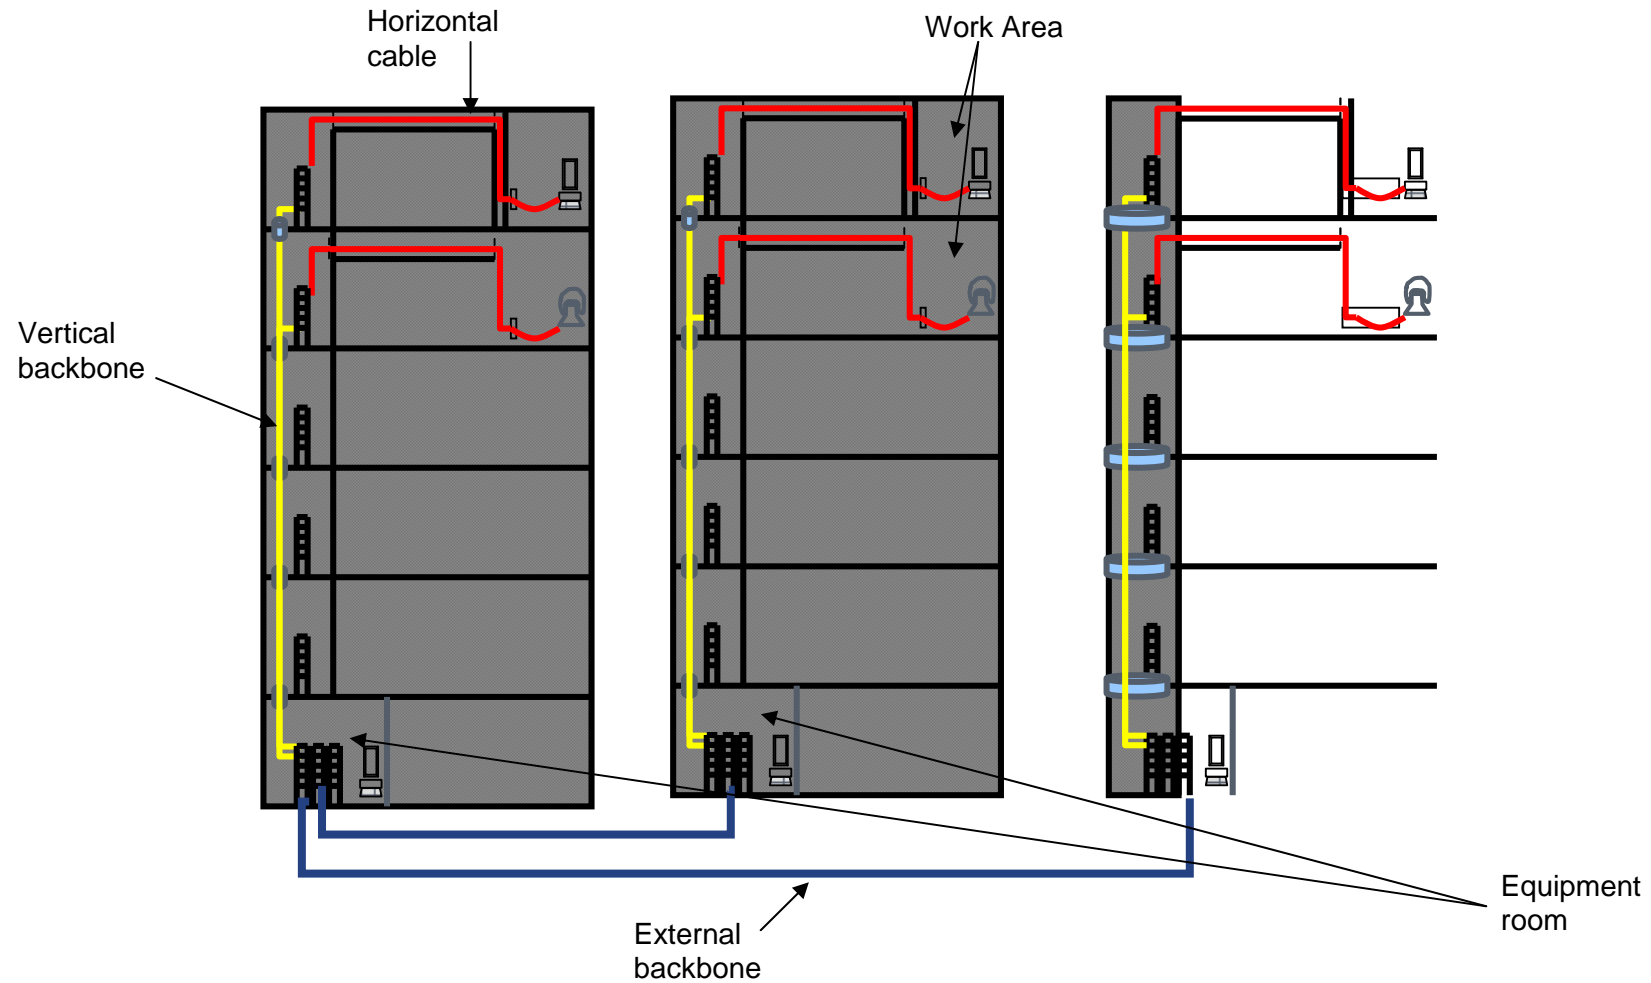 Horizontal
cable
Work Area
Vertical
backbone
Equipment
room
External
backbone